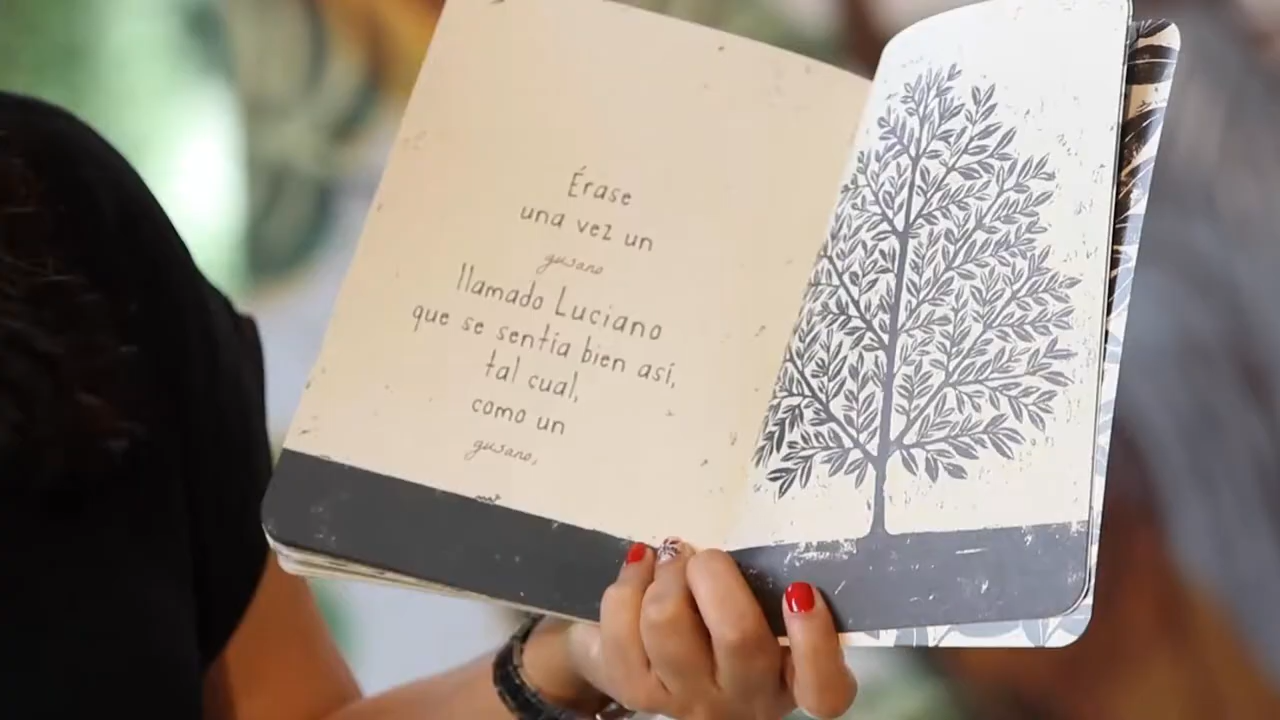 Érase
una vez un
gusano
llamado Luciano
que se sentía bien así,
tal cual,
como un
gusano,